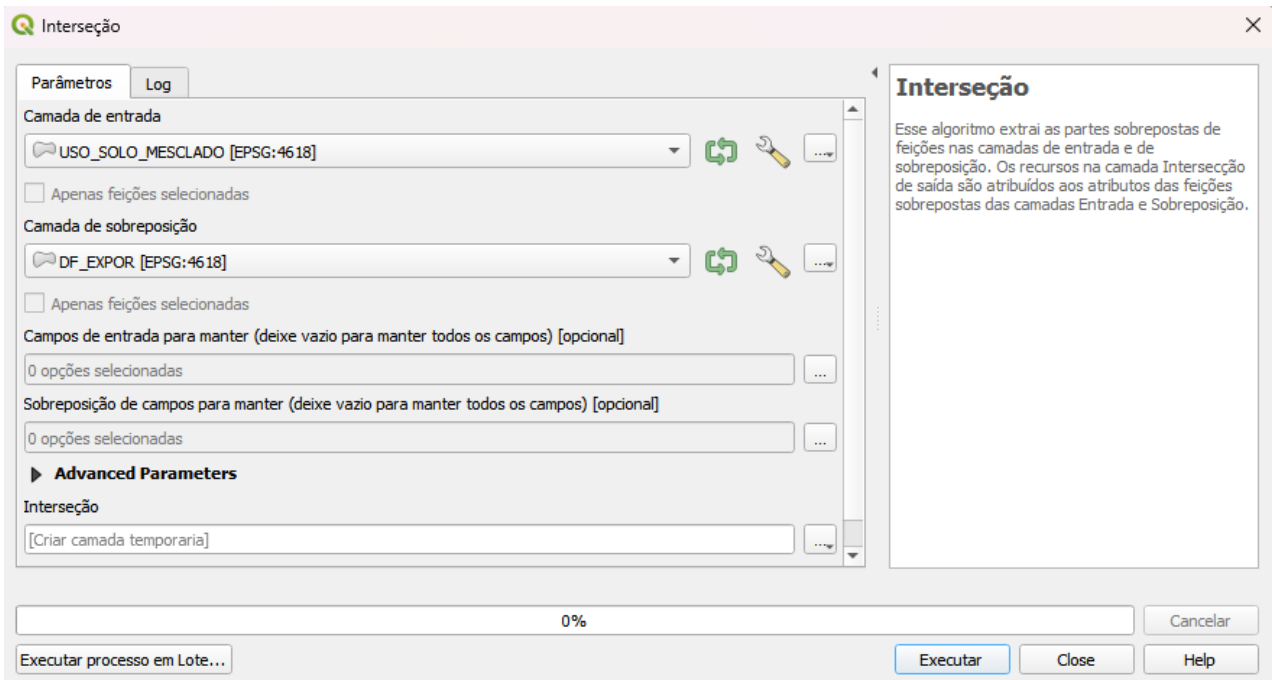 Interseção
Parâmetros
Log
Camada de entrada
USO_SOLO_MESCLADO [EPSG:4618]
...
Apenas feições selecionadas
Camada de sobreposição
DF_EXPOR [EPSG:4618]
...
Apenas feições selecionadas
Campos de entrada para manter (deixe vazio para manter todos os campos) [opcional]
0 opções selecionadas
...
Sobreposição de campos para manter (deixe vazio para manter todos os campos) [opcional]
0 opções selecionadas
...
Advanced Parameters
Interseção
[Criar camada temporaria]
...
Interseção
Esse algoritmo extrai as partes sobrepostas de
feições nas camadas de entrada e de
sobreposição. Os recursos na camada Intersecção
de saída são atribuídos aos atributos das feições
sobrepostas das camadas Entrada e Sobreposição.
0%
Cancelar
Executar processo em Lote...
Executar
Close
Help